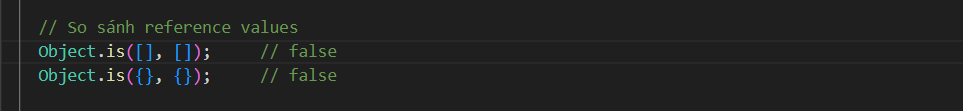 // So sánh reference values
Object.is([], []);     // false
Object.is({}, {});     // false